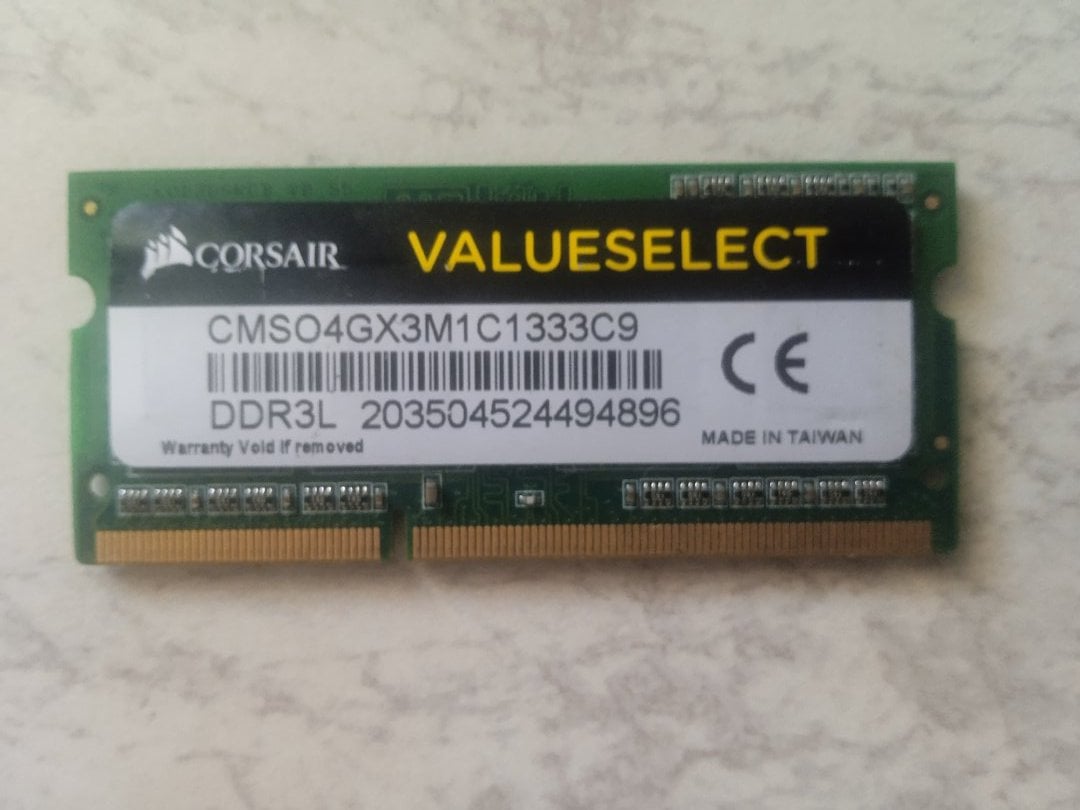 CORSAIR VALUESELECT
CMSO4GX3M1C1333C9
DDR3L 203504524494896
Warranty Void if removed
MADE IN TAIWAN
CE